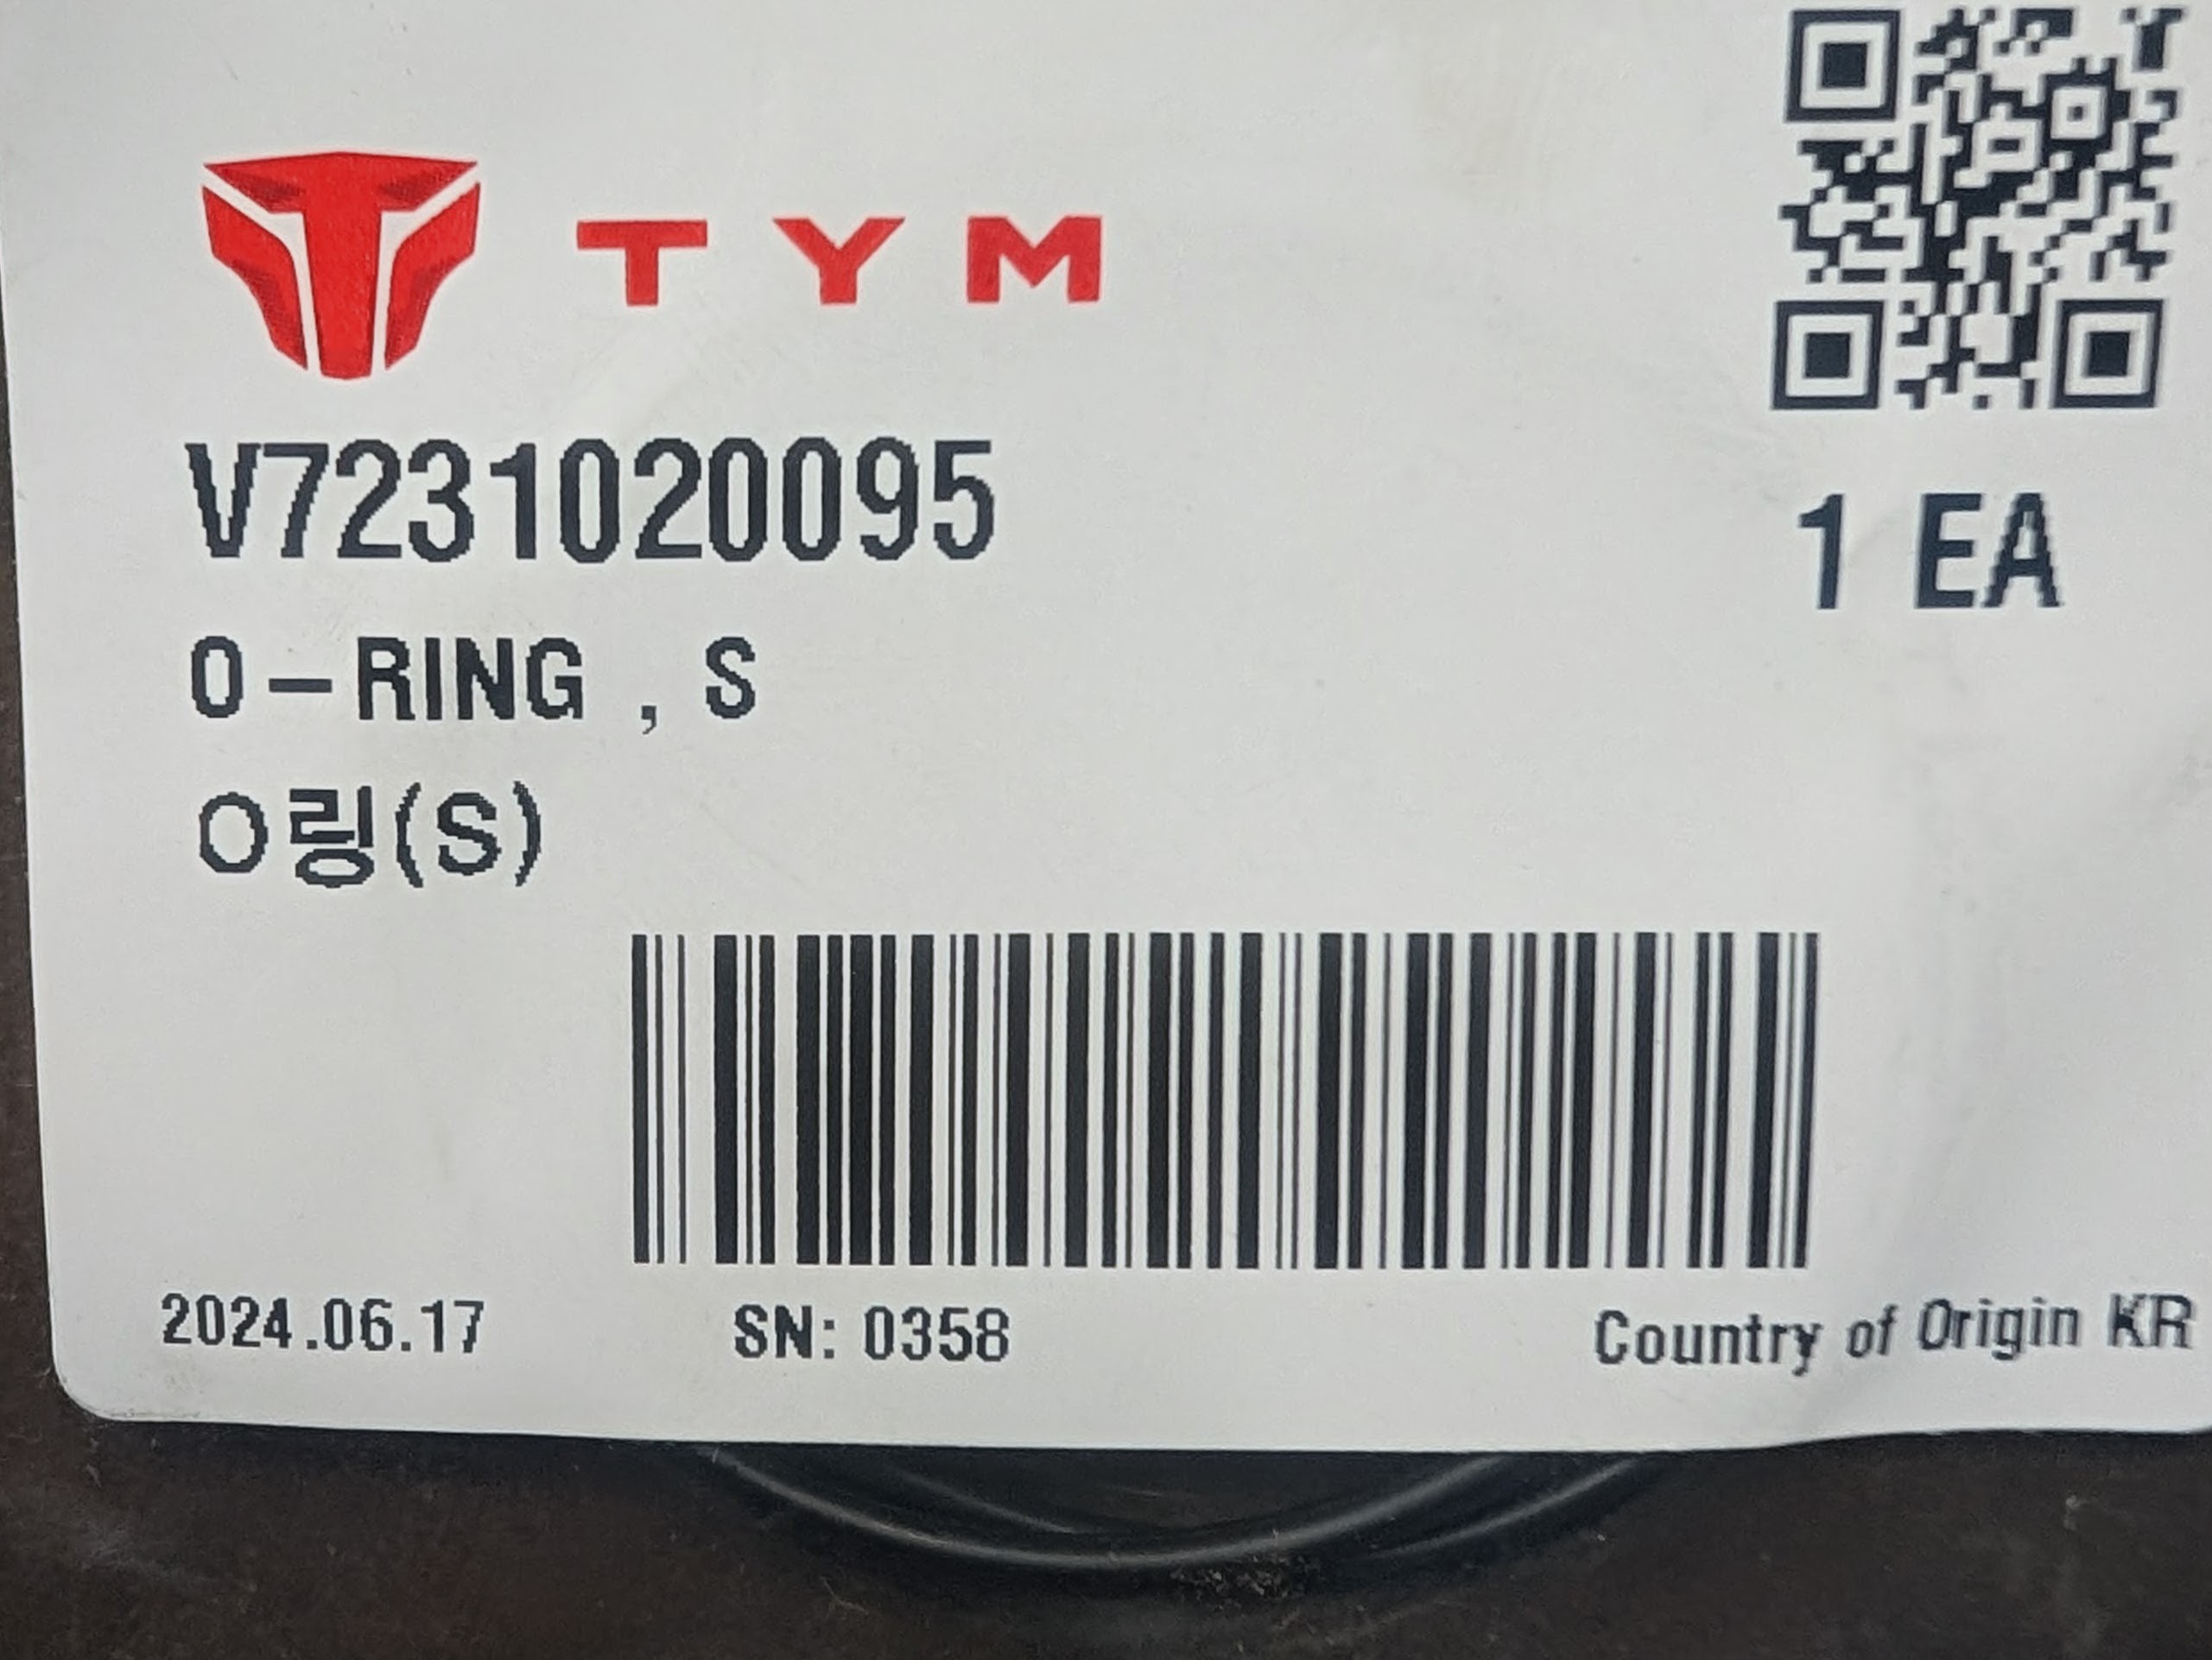 TYM
V7231020095
1 EA
O-RING , S
O링(S)
2024.06.17
SN: 0358
Country of Origin KR